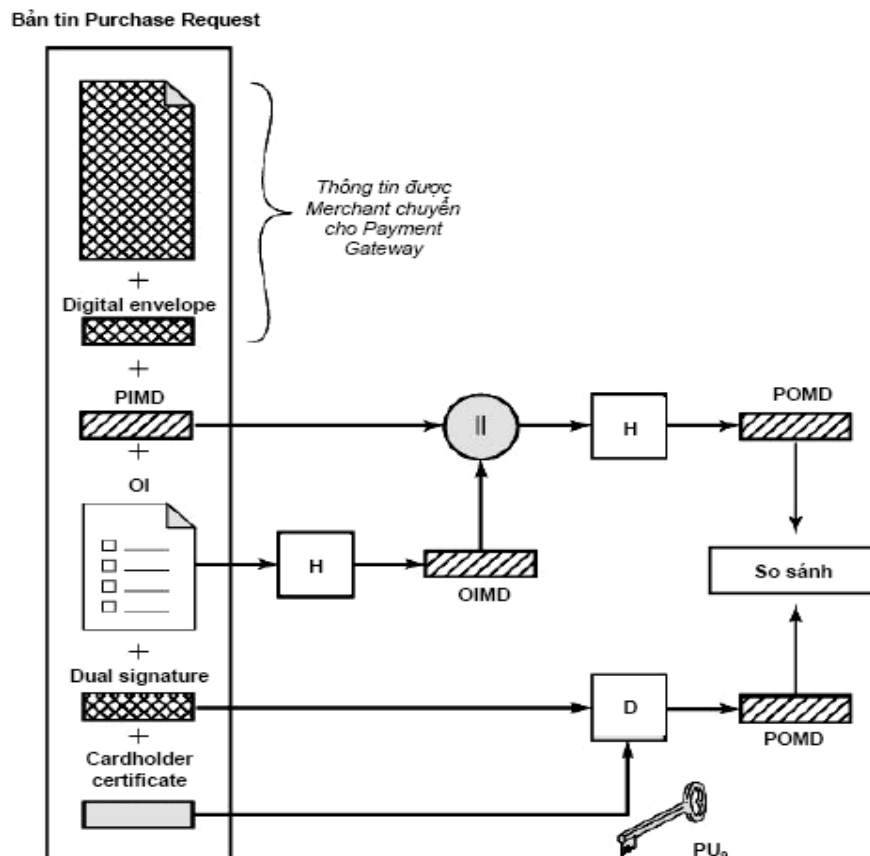 Bản tin Purchase Request
Thông tin được
Merchant chuyển
cho Payment
Gateway
+
Digital envelope
+
PIMD
+
OI
||
H
POMD
H
OIMD
So sánh
+
Dual signature
+
Cardholder
certificate
D
POMD
PUₐ